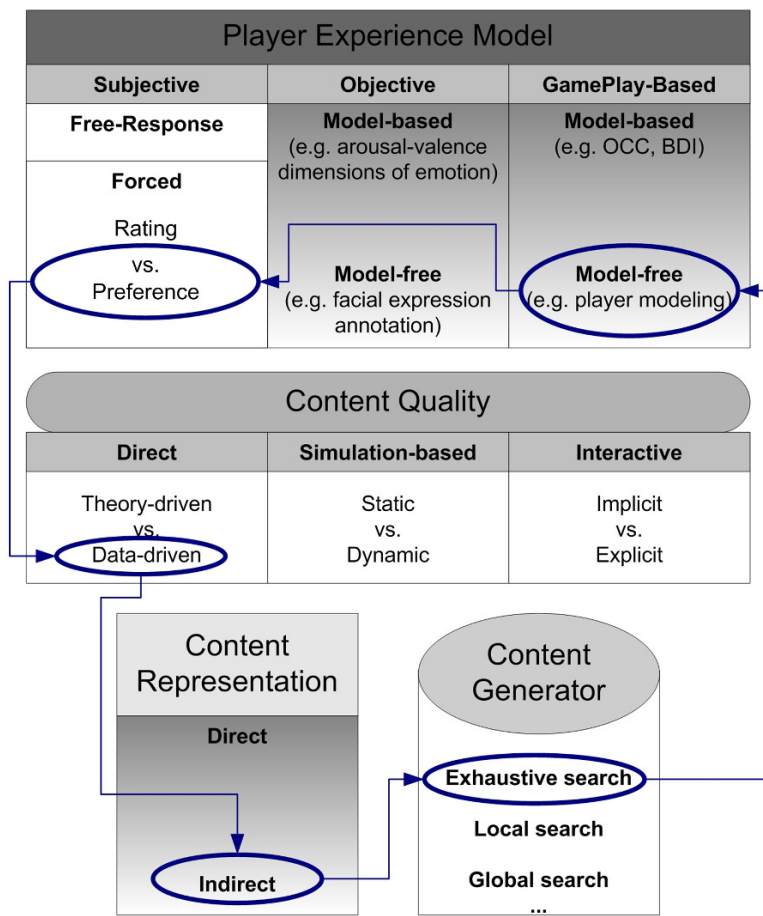 Player Experience Model
Subjective
Objective
GamePlay-Based
Free-Response
Forced
Rating
vs.
Preference
Model-based
(e.g. arousal-valence
dimensions of emotion)
Model-free
(e.g. facial expression
annotation)
Model-based
(e.g. OCC, BDI)
Model-free
(e.g. player modeling)
Content Quality
Direct
Simulation-based
Interactive
Theory-driven
vs.
Data-driven
Static
vs.
Dynamic
Implicit
vs.
Explicit
Content
Representation
Direct
Indirect
Content
Generator
Exhaustive search
Local search
Global search
...